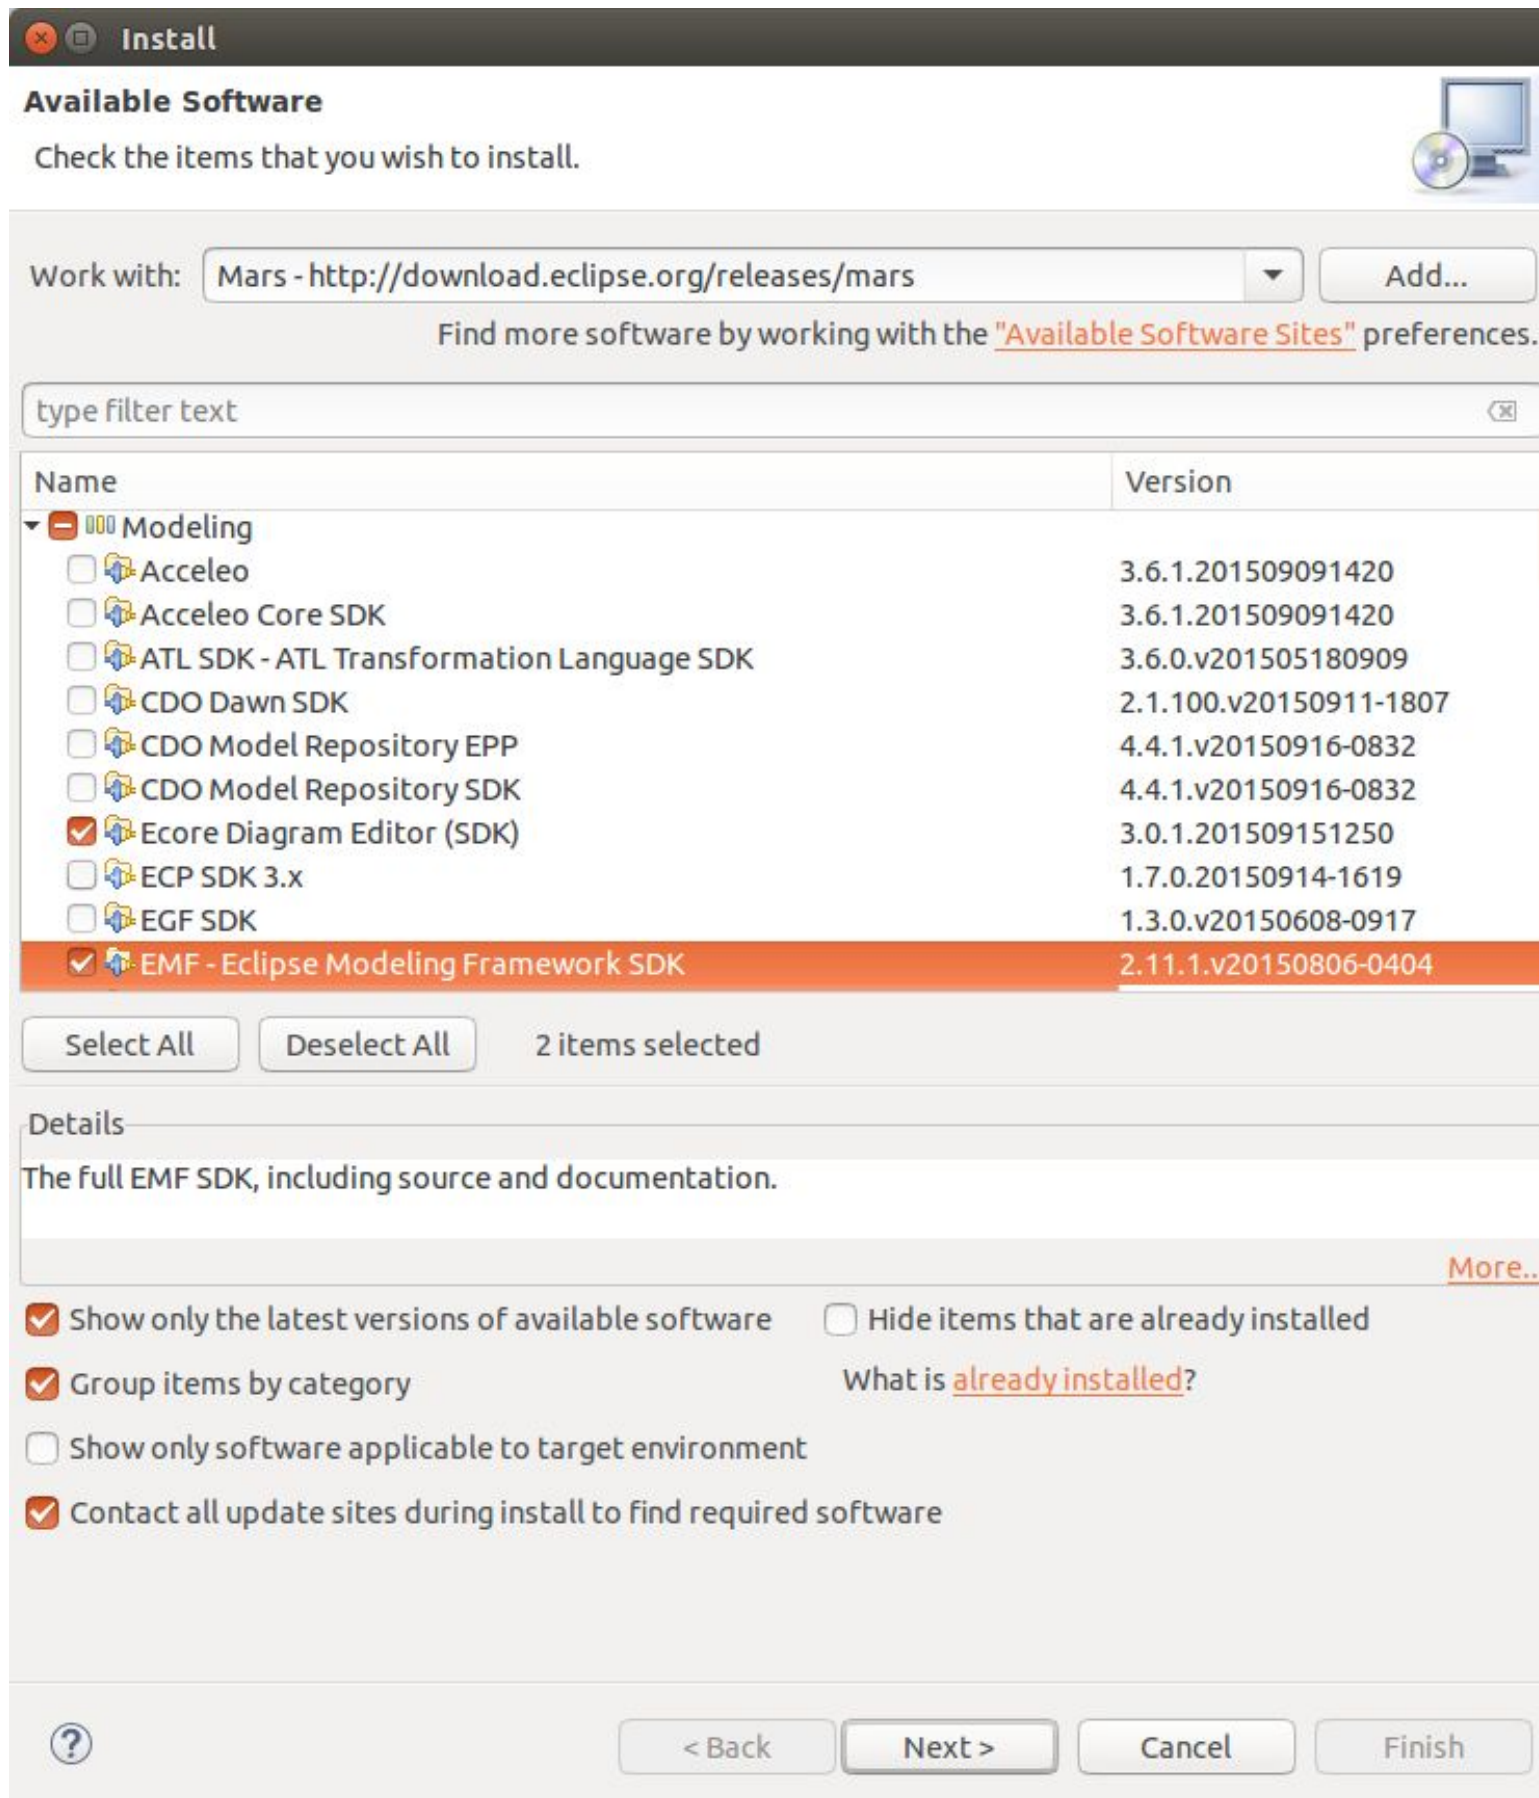 Install
Available Software
Check the items that you wish to install.
Work with: Mars - http://download.eclipse.org/releases/mars Add...
Find more software by working with the "Available Software Sites" preferences.
type filter text
Name Version
Modeling
Acceleo 3.6.1.201509091420
Acceleo Core SDK 3.6.1.201509091420
ATL SDK - ATL Transformation Language SDK 3.6.0.v201505180909
CDO Dawn SDK 2.1.100.v20150911-1807
CDO Model Repository EPP 4.4.1.v20150916-0832
CDO Model Repository SDK 4.4.1.v20150916-0832
Ecore Diagram Editor (SDK) 3.0.1.201509151250
ECP SDK 3.x 1.7.0.20150914-1619
EGF SDK 1.3.0.v20150608-0917
EMF - Eclipse Modeling Framework SDK 2.11.1.v20150806-0404
Select All Deselect All 2 items selected
Details
The full EMF SDK, including source and documentation.
More..
Show only the latest versions of available software Hide items that are already installed
Group items by category What is already installed?
Show only software applicable to target environment
Contact all update sites during install to find required software
? < Back Next > Cancel Finish